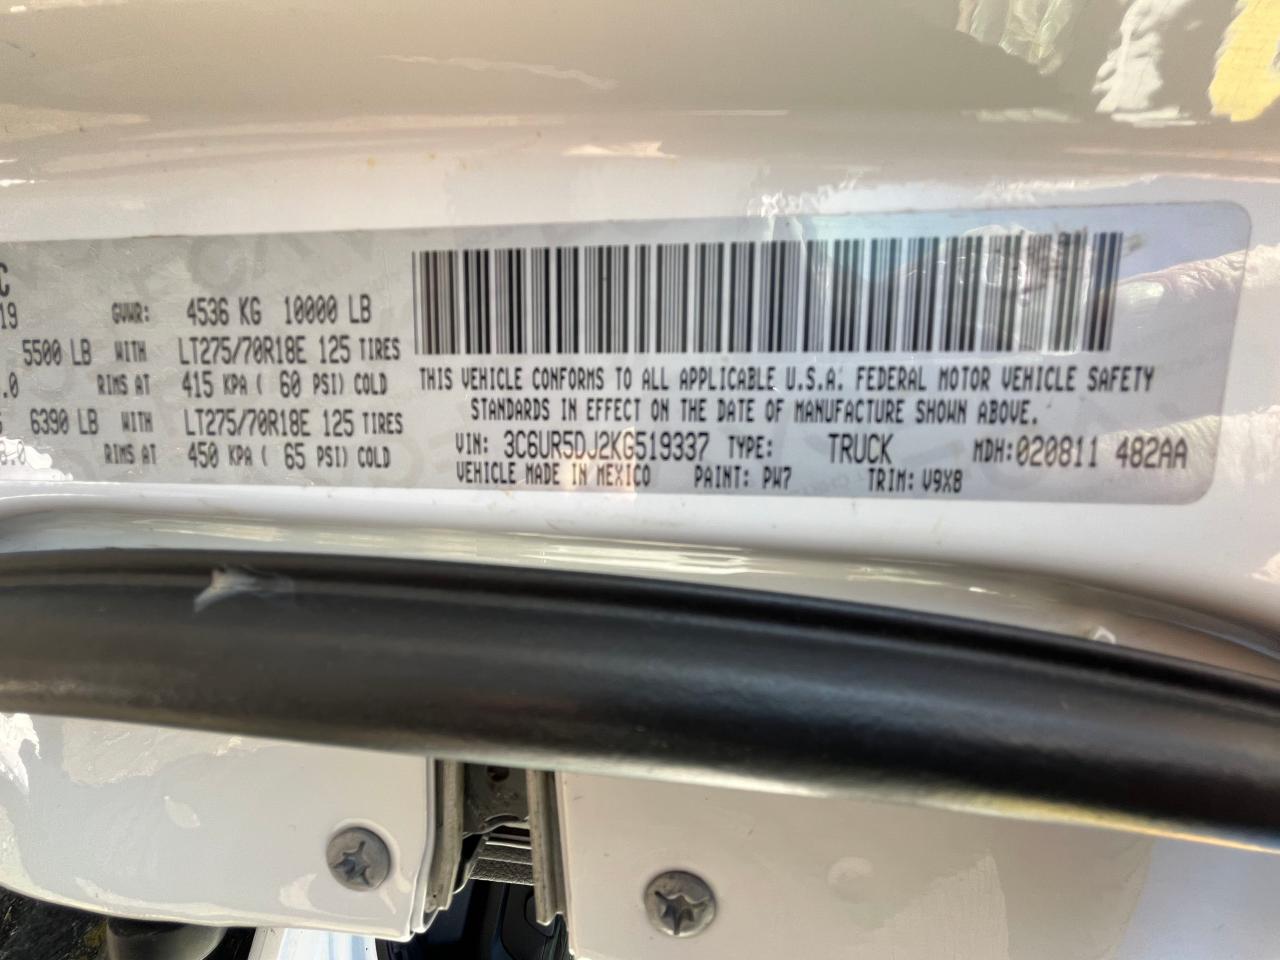 C
19 GVWR: 4536 KG 10000 LB
5500 LB WITH LT275/70R18E 125 TIRES
.0 RIMS AT 415 KPA ( 60 PSI) COLD
6390 LB WITH LT275/70R18E 125 TIRES
8.0 RIMS AT 450 KPA ( 65 PSI) COLD
THIS VEHICLE CONFORMS TO ALL APPLICABLE U.S.A. FEDERAL MOTOR VEHICLE SAFETY
STANDARDS IN EFFECT ON THE DATE OF MANUFACTURE SHOWN ABOVE.
VIN: 3C6UR5DJ2KG519337 TYPE: TRUCK MDH:020811 482AA
VEHICLE MADE IN MEXICO PAINT: PW7 TRIM: V9X8